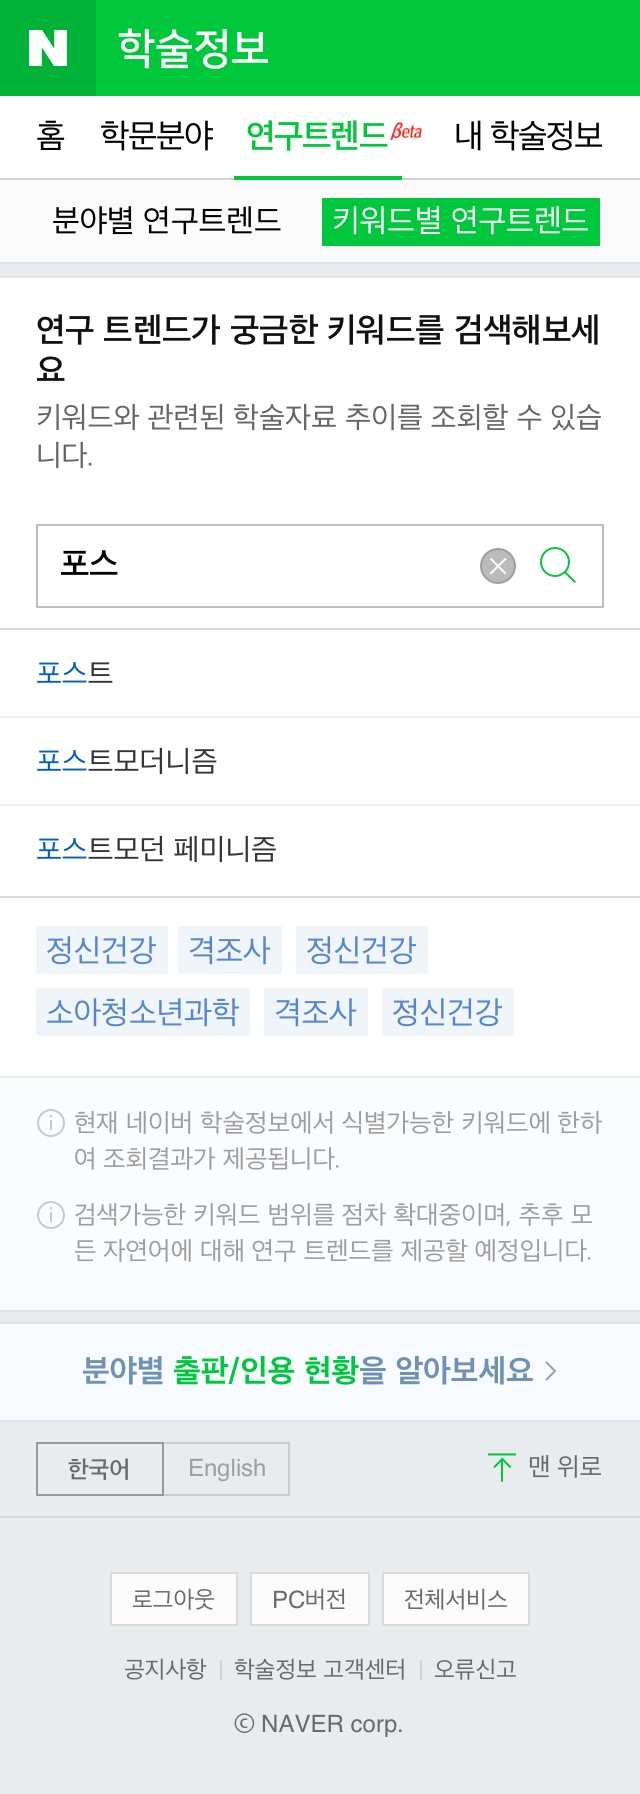 N 학술정보
홈 학문분야 연구트렌드 βeta 내 학술정보
분야별 연구트렌드 키워드별 연구트렌드
연구 트렌드가 궁금한 키워드를 검색해보세
요
키워드와 관련된 학술자료 추이를 조회할 수 있습
니다.
포스
포스트
포스트모더니즘
포스트모던 페미니즘
정신건강 격조사 정신건강
소아청소년과학 격조사 정신건강
현재 네이버 학술정보에서 식별가능한 키워드에 한하
여 조회결과가 제공됩니다.
검색가능한 키워드 범위를 점차 확대중이며, 추후 모
든 자연어에 대해 연구 트렌드를 제공할 예정입니다.
분야별 출판/인용 현황을 알아보세요
한국어 English 맨 위로
로그아웃 PC버전 전체서비스
공지사항 학술정보 고객센터 오류신고
ⓒ NAVER corp.